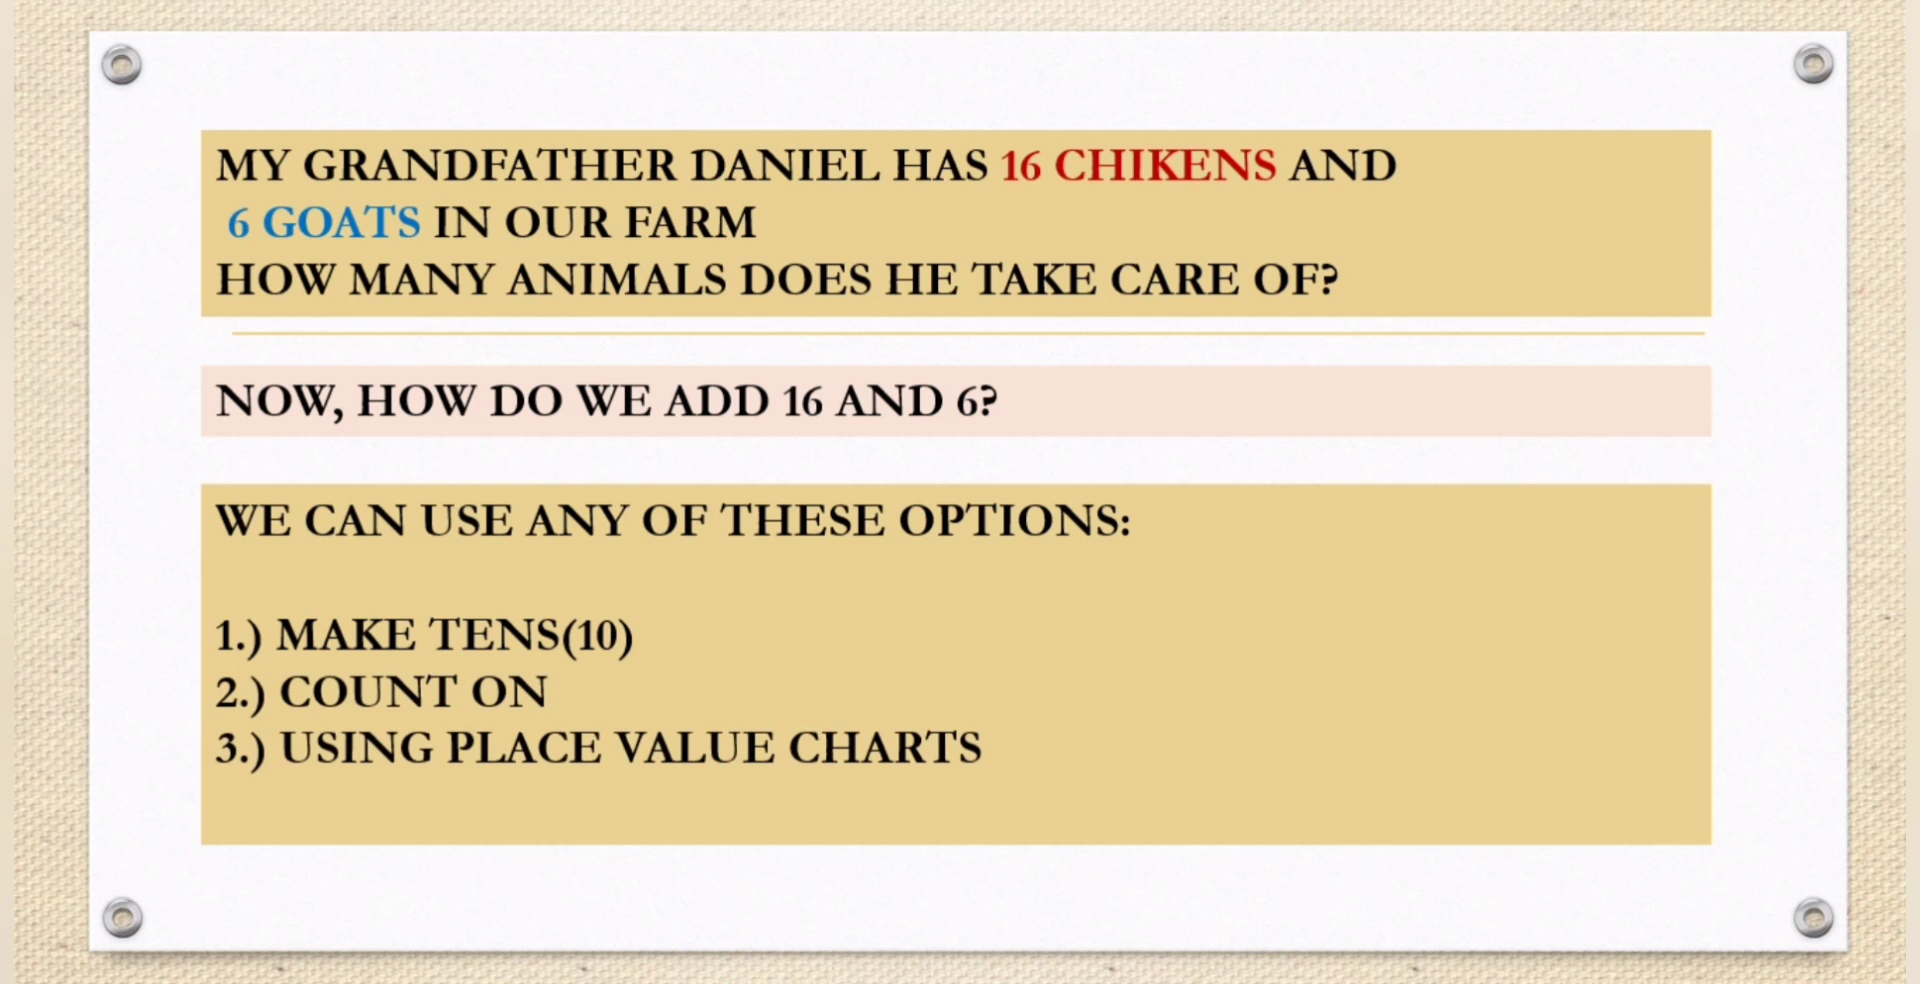 MY GRANDFATHER DANIEL HAS 16 CHIKENS AND
6 GOATS IN OUR FARM
HOW MANY ANIMALS DOES HE TAKE CARE OF?
NOW, HOW DO WE ADD 16 AND 6?
WE CAN USE ANY OF THESE OPTIONS:
1.) MAKE TENS(10)
2.) COUNT ON
3.) USING PLACE VALUE CHARTS